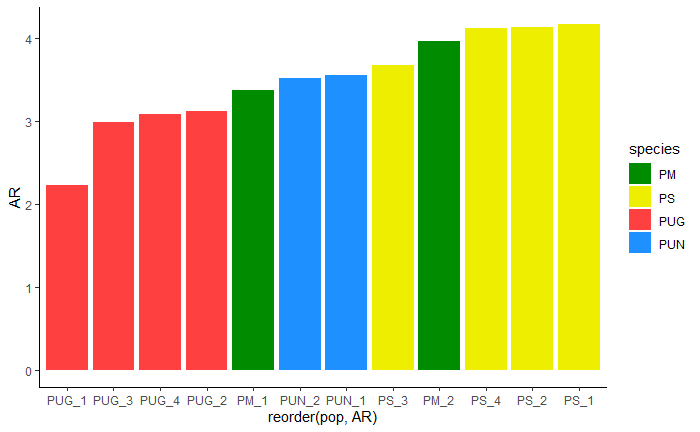 4
3
2
1
0
AR
PUG_1 PUG_3 PUG_4 PUG_2 PM_1 PUN_2 PUN_1 PS_3 PM_2 PS_4 PS_2 PS_1
reorder(pop, AR)
species
PM
PS
PUG
PUN